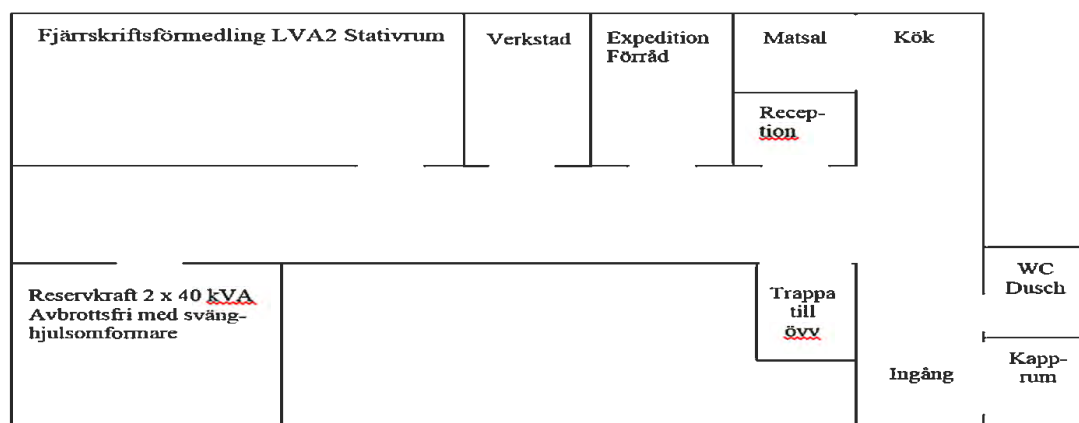 Fjärrskriftsförmedling LVA2 Stativrum
Verkstad
Expedition
Förråd
Matsal
Kök
Recep-
tion
Reservkraft 2 x 40 kVA
Avbrottsfri med sväng-
hjulsomformare
Trappa
till
övv
WC
Dusch
Ingång
Kapp-
rum